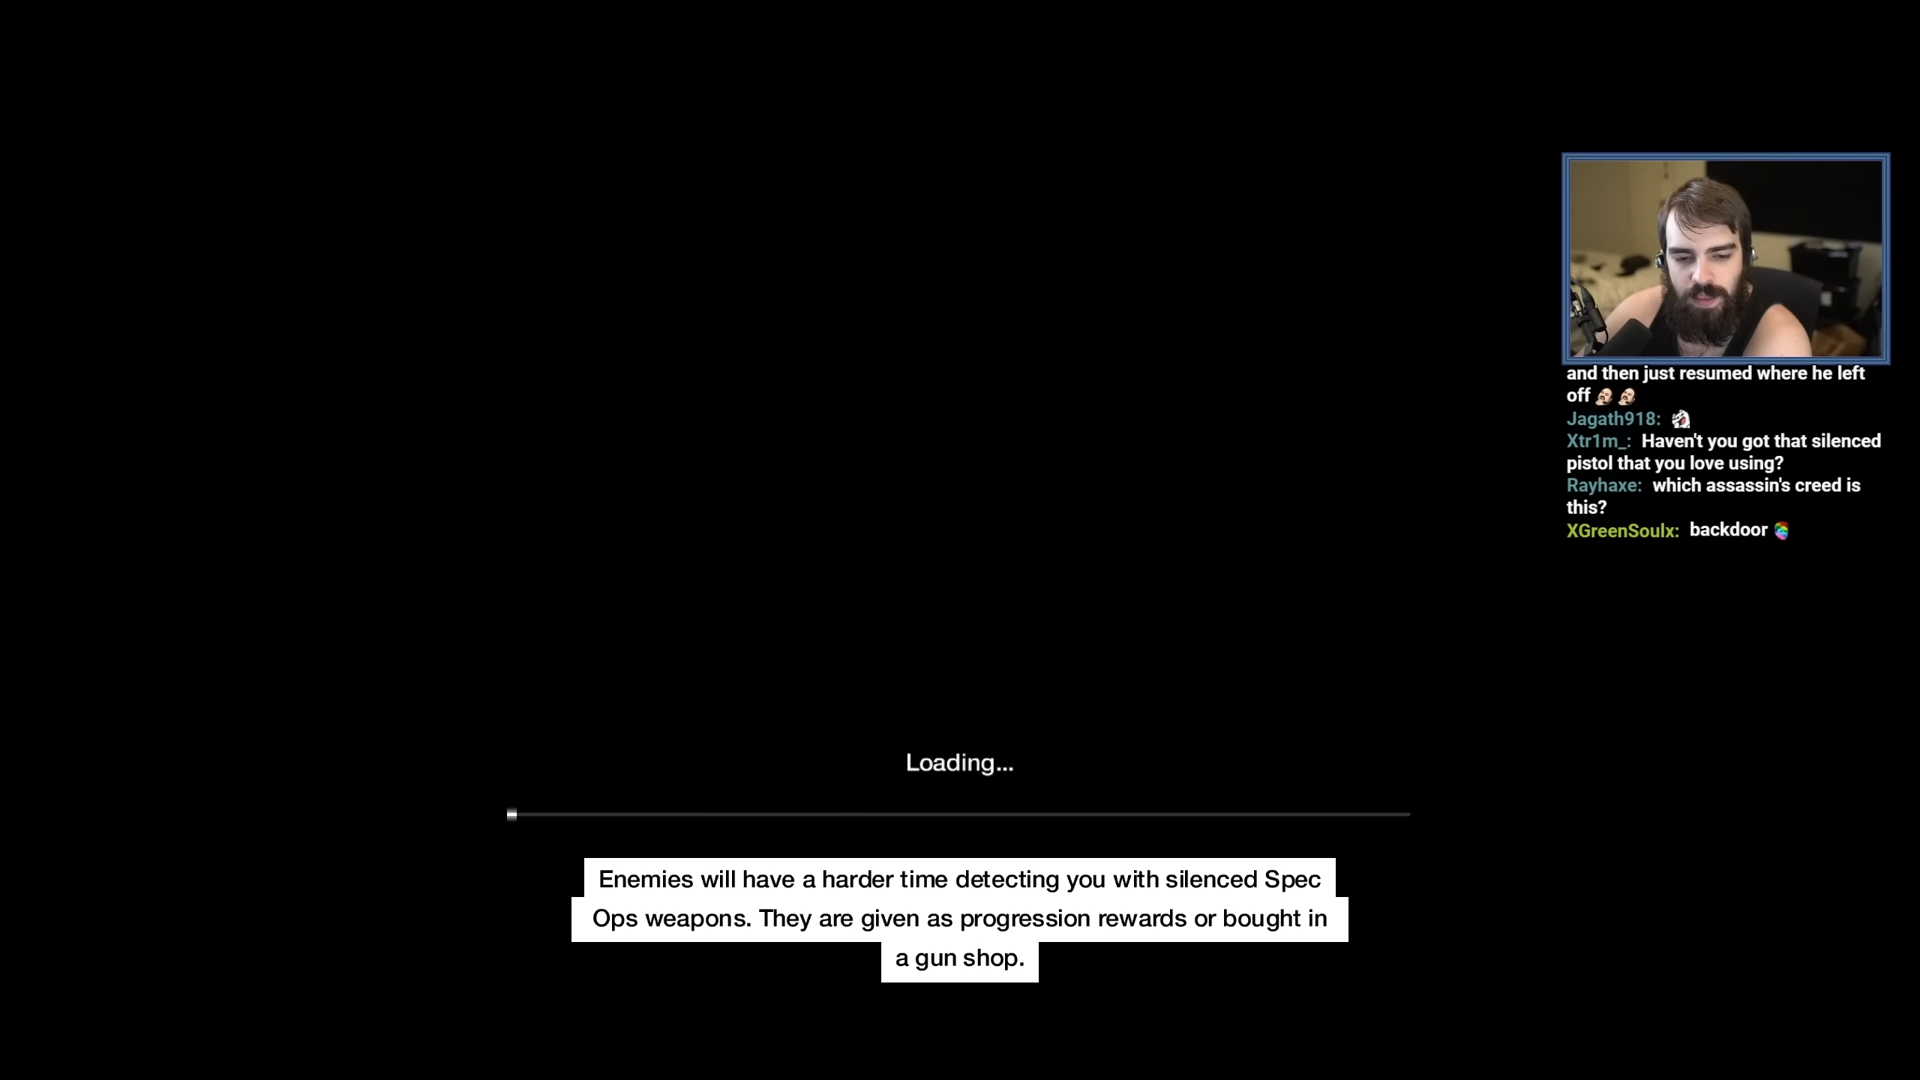 and then just resumed where he left
off
Jagath918:
Xtr1m_: Haven't you got that silenced
pistol that you love using?
Rayhaxe: which assassin's creed is
this?
XGreenSoulx: backdoor
Loading...
Enemies will have a harder time detecting you with silenced Spec
Ops weapons. They are given as progression rewards or bought in
a gun shop.